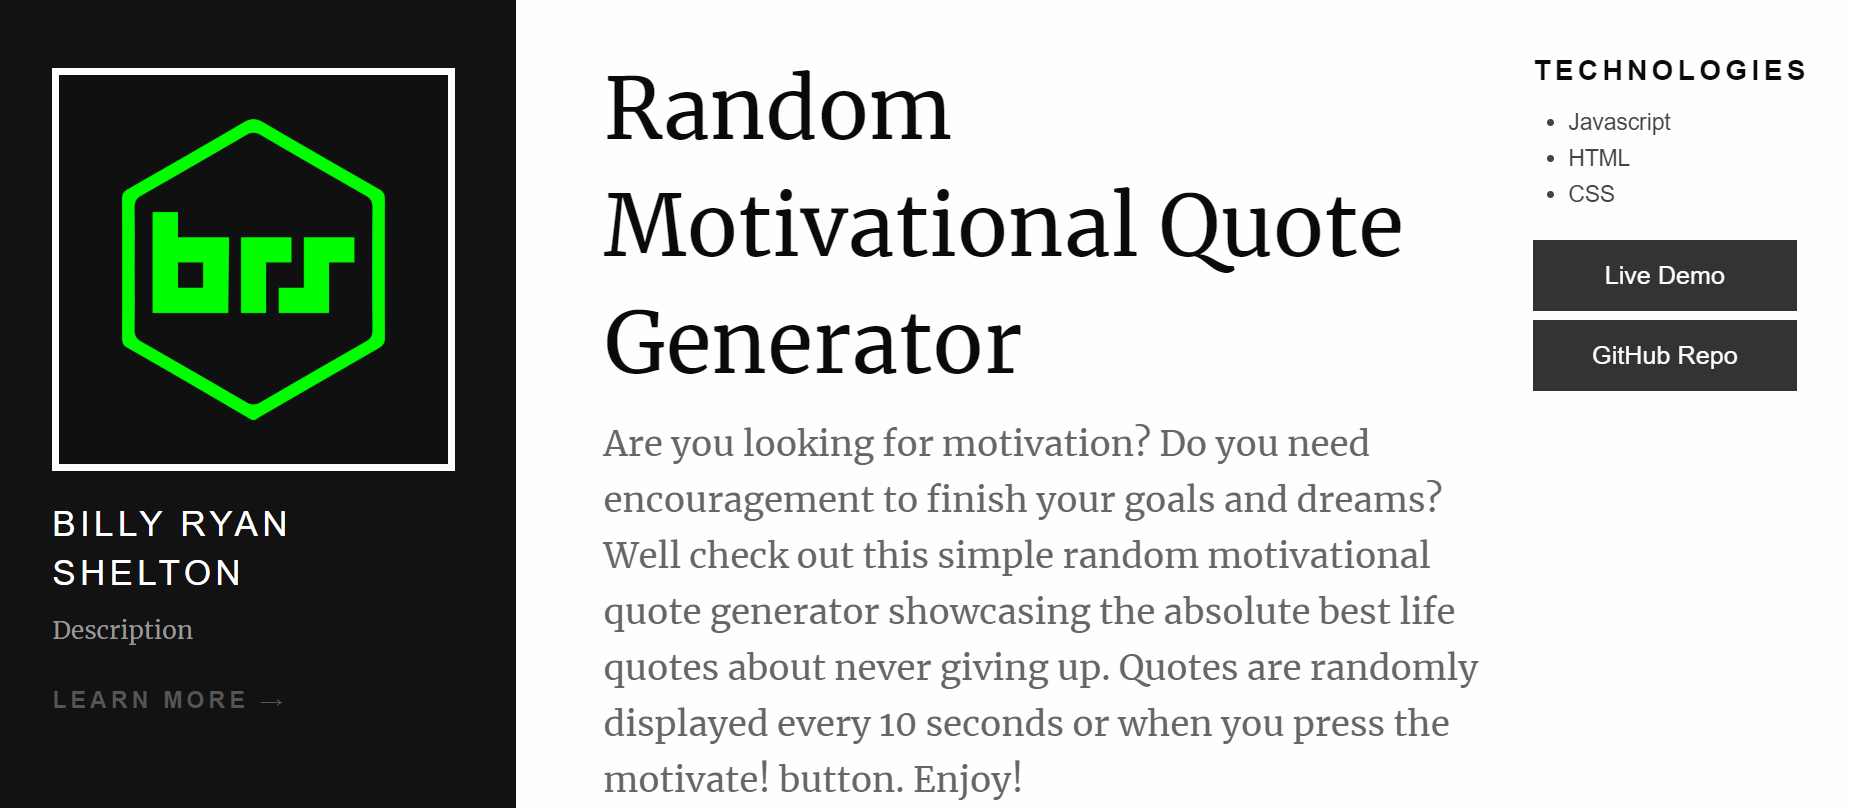 brs
BILLY RYAN
SHELTON
Description
LEARN MORE →
Random
Motivational Quote
Generator
Are you looking for motivation? Do you need
encouragement to finish your goals and dreams?
Well check out this simple random motivational
quote generator showcasing the absolute best life
quotes about never giving up. Quotes are randomly
displayed every 10 seconds or when you press the
motivate! button. Enjoy!
TECHNOLOGIES
• Javascript
• HTML
• CSS
Live Demo
GitHub Repo